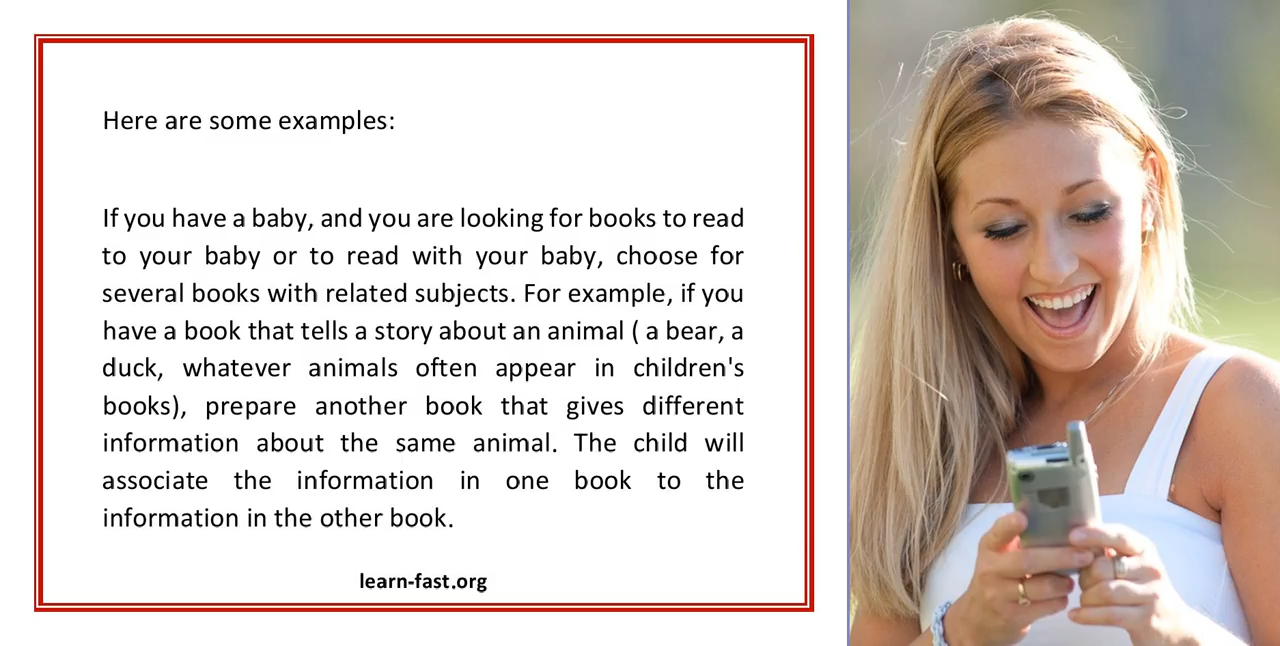 Here are some examples:
If you have a baby, and you are looking for books to read
to your baby or to read with your baby, choose for
several books with related subjects. For example, if you
have a book that tells a story about an animal ( a bear, a
duck, whatever animals often appear in children's
books), prepare another book that gives different
information about the same animal. The child will
associate the information in one book to the
information in the other book.
learn-fast.org